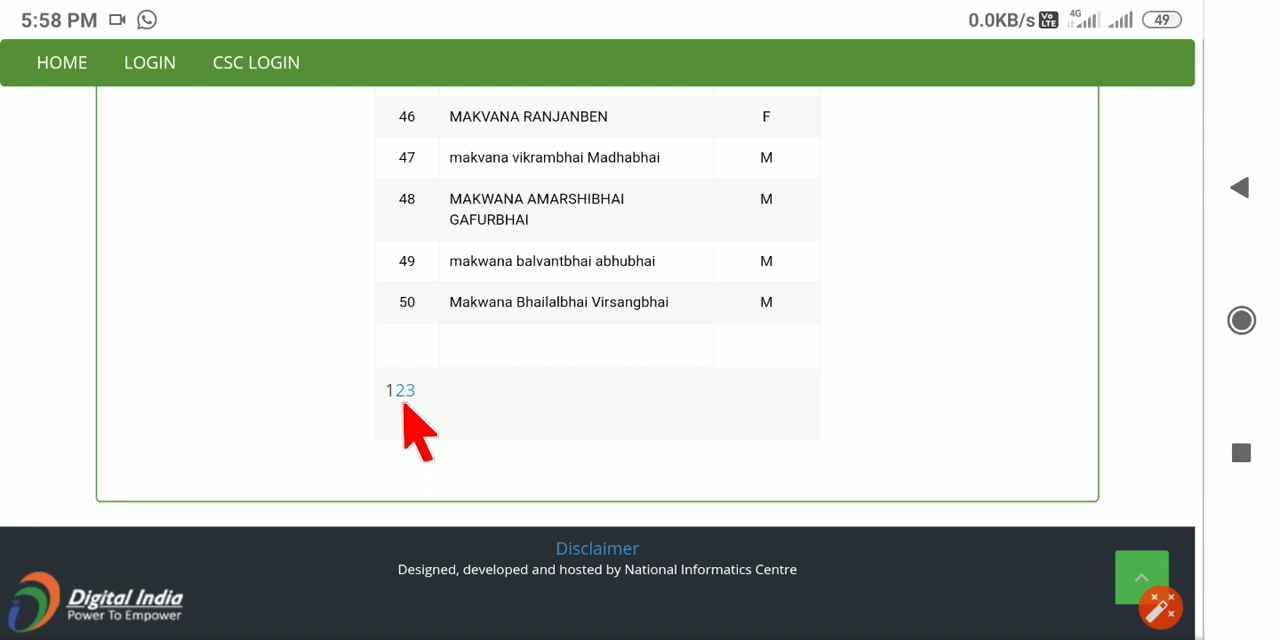 5:58 PM 0.0KB/s Vo LTE 4G 49
HOME LOGIN CSC LOGIN
46 MAKVANA RANJANBEN F
47 makvana vikrambhai Madhabhai M
48 MAKWANA AMARSHIBHAI M
GAFURBHAI
49 makwana balvantbhai abhubhai M
50 Makwana Bhailalbhai Virsangbhai M
123
Disclaimer
Designed, developed and hosted by National Informatics Centre
Digital India
Power To Empower